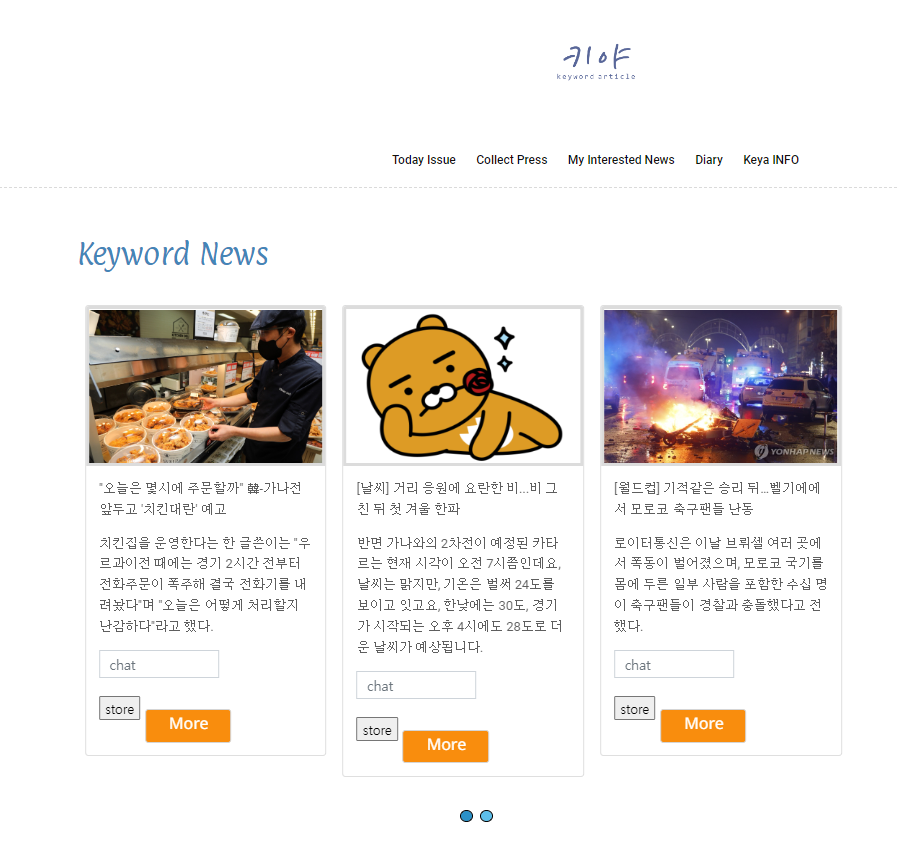 키야
keyword article
Today Issue Collect Press My Interested News Diary Keya INFO
Keyword News
YONHAP NEWS
"오늘은 몇시에 주문할까" 韓-가나전
앞두고 '치킨대란' 예고
치킨집을 운영한다는 한 글쓴이는 "우
르과이전 때에는 경기 2시간 전부터
전화주문이 폭주해 결국 전화기를 내
려놨다"며 "오늘은 어떻게 처리할지
난감하다"라고 했다.
chat
store
More
[날씨] 거리 응원에 요란한 비...비 그
친 뒤 첫 겨울 한파
반면 가나와의 2차전이 예정된 카타
르는 현재 시각이 오전 7시쯤인데요,
날씨는 맑지만, 기온은 벌써 24도를
보이고 잇고요, 한낮에는 30도, 경기
가 시작되는 오후 4시에도 28도로 더
운 날씨가 예상됩니다.
chat
store
More
[월드컵] 기적같은 승리 뒤…벨기에에
서 모로코 축구팬들 난동
로이터통신은 이날 브뤼셀 여러 곳에
서 폭동이 벌어졌으며, 모로코 국기를
몸에 두른 일부 사람을 포함한 수십 명
이 축구팬들이 경찰과 충돌했다고 전
했다.
chat
store
More